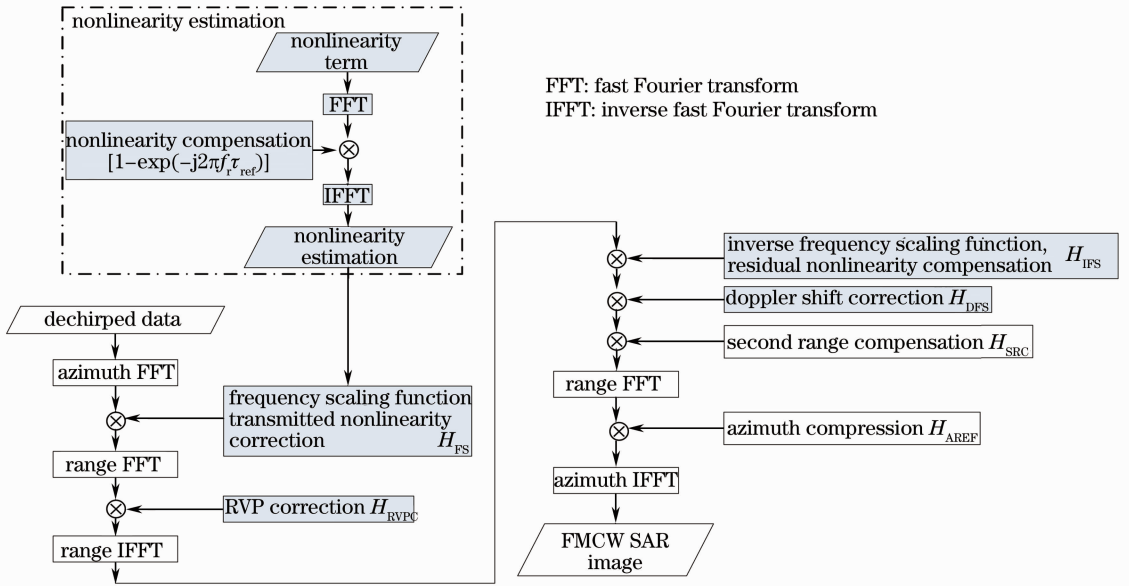 nonlinearity estimation
nonlinearity
term
FFT
nonlinearity compensation
[1−exp(−j2πf_rτ_ref)]
IFFT
nonlinearity
estimation
dechirped data
azimuth FFT
frequency scaling function
transmitted nonlinearity
correction H_FS
range FFT
RVP correction H_RVPC
range IFFT
FFT: fast Fourier transform
IFFT: inverse fast Fourier transform
inverse frequency scaling function,
residual nonlinearity compensation H_IFS
doppler shift correction H_DFS
second range compensation H_SRC
range FFT
azimuth compression H_AREF
azimuth IFFT
FMCW SAR
image